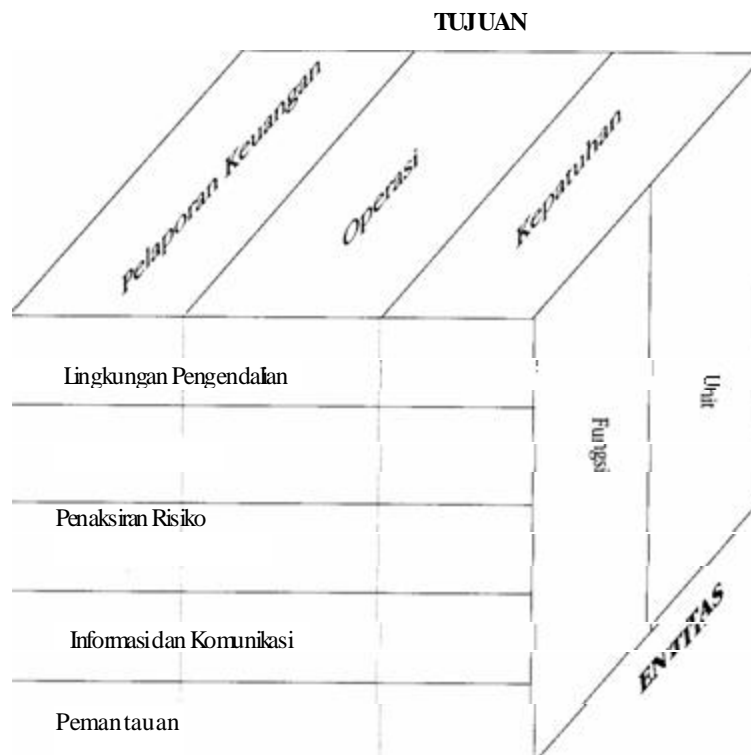 TUJUAN
Pelaporan Keuangan
Operasi
Kepatuhan
Lingkungan Pengendalian
Unit
Fungsi
Penaksiran Risiko
ENTITAS
Informasi dan Komunikasi
Pemantauan